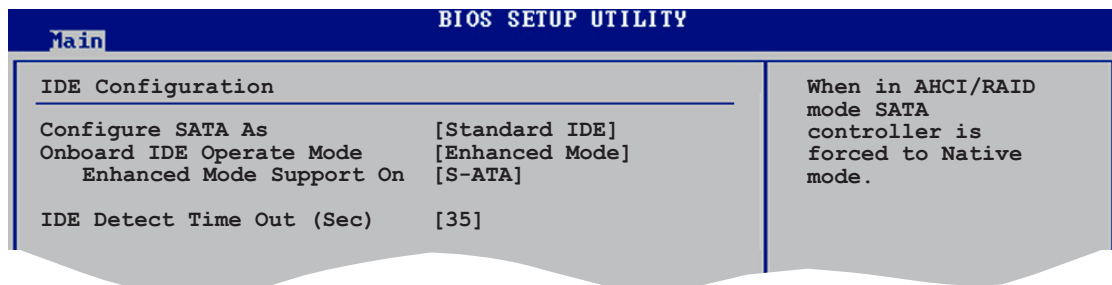 BIOS SETUP UTILITY
Main
IDE Configuration
Configure SATA As [Standard IDE]
Onboard IDE Operate Mode [Enhanced Mode]
Enhanced Mode Support On [S-ATA]
IDE Detect Time Out (Sec) [35]
When in AHCI/RAID
mode SATA
controller is
forced to Native
mode.